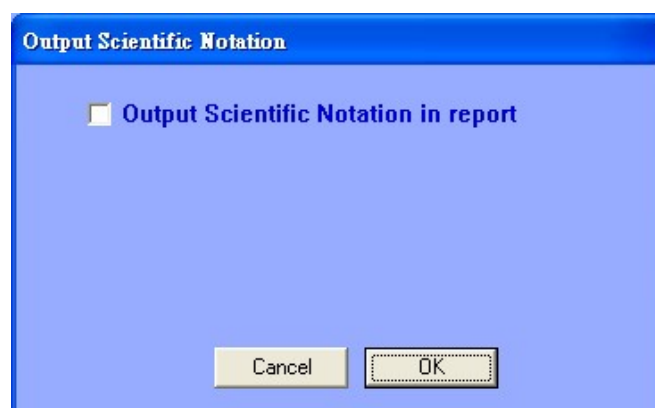 Output Scientific Notation
Output Scientific Notation in report
Cancel OK